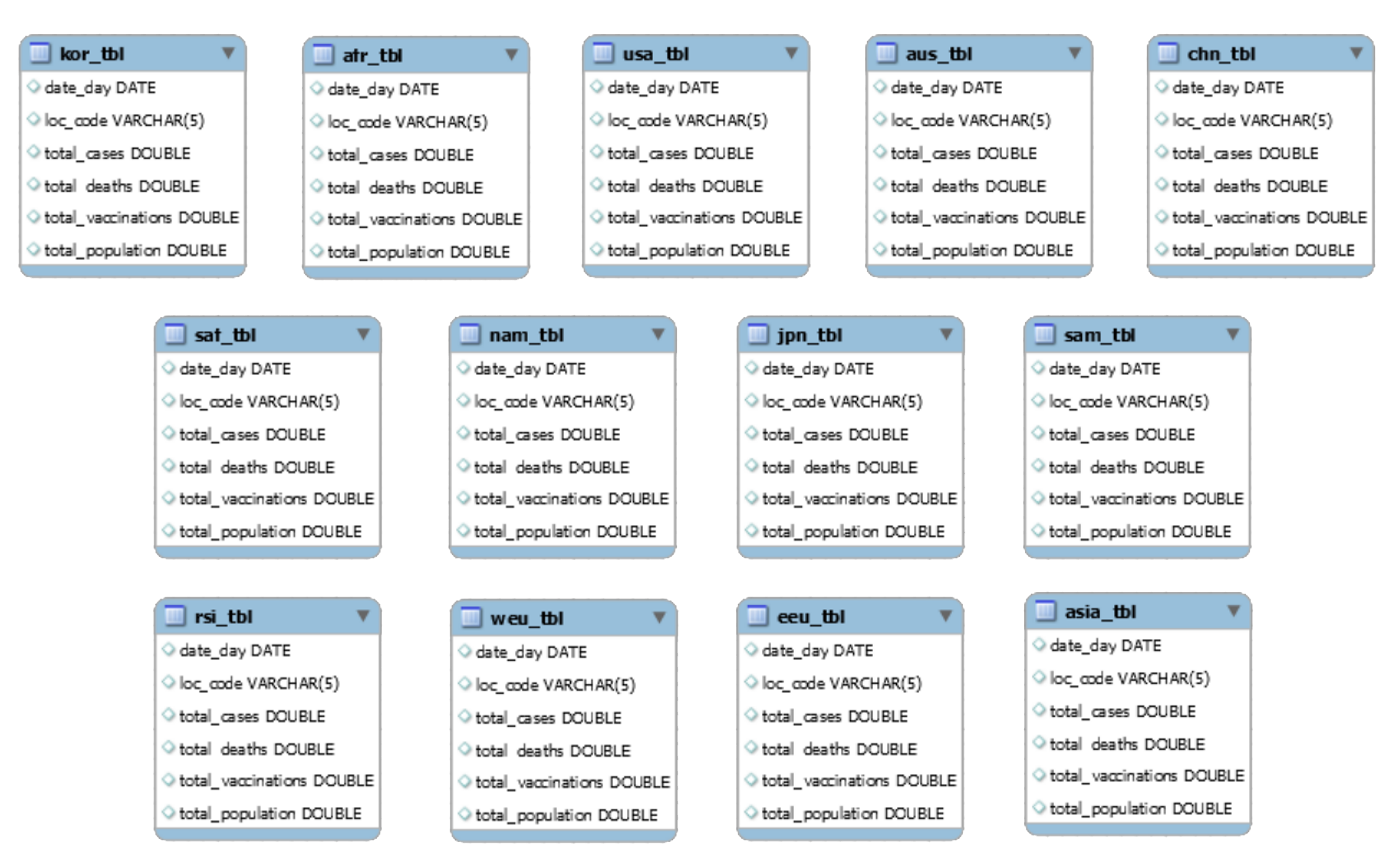 kor_tbl
date_day DATE
loc_code VARCHAR(5)
total_cases DOUBLE
total deaths DOUBLE
total_vaccinations DOUBLE
total_population DOUBLE
afr_tbl
date_day DATE
loc_code VARCHAR(5)
total_cases DOUBLE
total deaths DOUBLE
total_vaccinations DOUBLE
total_population DOUBLE
usa_tbl
date_day DATE
loc_code VARCHAR(5)
total_cases DOUBLE
total deaths DOUBLE
total_vaccinations DOUBLE
total_population DOUBLE
aus_tbl
date_day DATE
loc_code VARCHAR(5)
total_cases DOUBLE
total deaths DOUBLE
total_vaccinations DOUBLE
total_population DOUBLE
chn_tbl
date_day DATE
loc_code VARCHAR(5)
total_cases DOUBLE
total deaths DOUBLE
total_vaccinations DOUBLE
total_population DOUBLE
saf_tbl
date_day DATE
loc_code VARCHAR(5)
total_cases DOUBLE
total deaths DOUBLE
total_vaccinations DOUBLE
total_population DOUBLE
nam_tbl
date_day DATE
loc_code VARCHAR(5)
total_cases DOUBLE
total deaths DOUBLE
total_vaccinations DOUBLE
total_population DOUBLE
jpn_tbl
date_day DATE
loc_code VARCHAR(5)
total_cases DOUBLE
total deaths DOUBLE
total_vaccinations DOUBLE
total_population DOUBLE
sam_tbl
date_day DATE
loc_code VARCHAR(5)
total_cases DOUBLE
total deaths DOUBLE
total_vaccinations DOUBLE
total_population DOUBLE
rsi_tbl
date_day DATE
loc_code VARCHAR(5)
total_cases DOUBLE
total deaths DOUBLE
total_vaccinations DOUBLE
total_population DOUBLE
weu_tbl
date_day DATE
loc_code VARCHAR(5)
total_cases DOUBLE
total deaths DOUBLE
total_vaccinations DOUBLE
total_population DOUBLE
eeu_tbl
date_day DATE
loc_code VARCHAR(5)
total_cases DOUBLE
total deaths DOUBLE
total_vaccinations DOUBLE
total_population DOUBLE
asia_tbl
date_day DATE
loc_code VARCHAR(5)
total_cases DOUBLE
total deaths DOUBLE
total_vaccinations DOUBLE
total_population DOUBLE